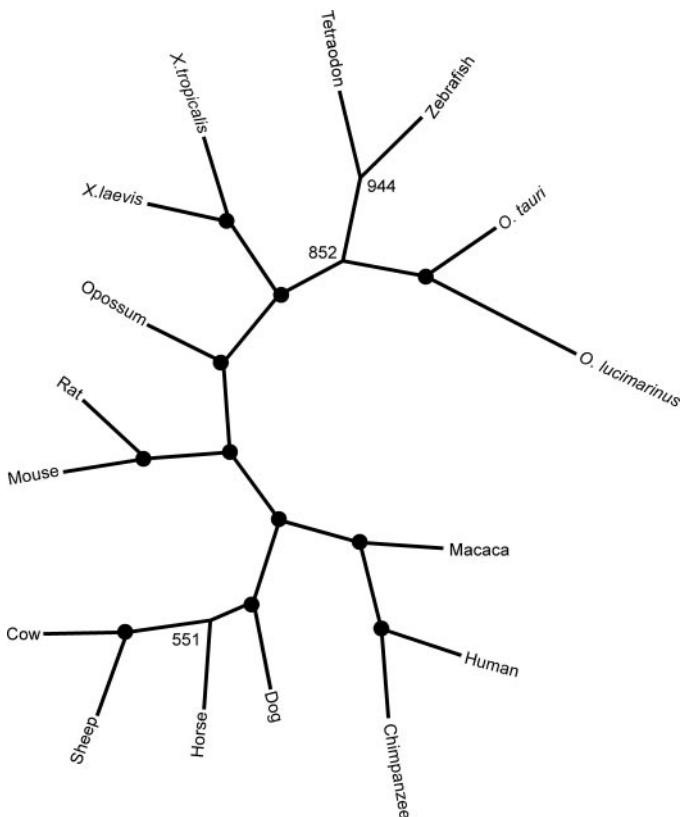 Tetraodon
X.tropicalis
Zebrafish
944
X.laevis
O. tauri
852
Opossum
O. lucimarinus
Rat
Mouse
Macaca
Cow
551
Human
Sheep
Horse
Dog
Chimpanzee